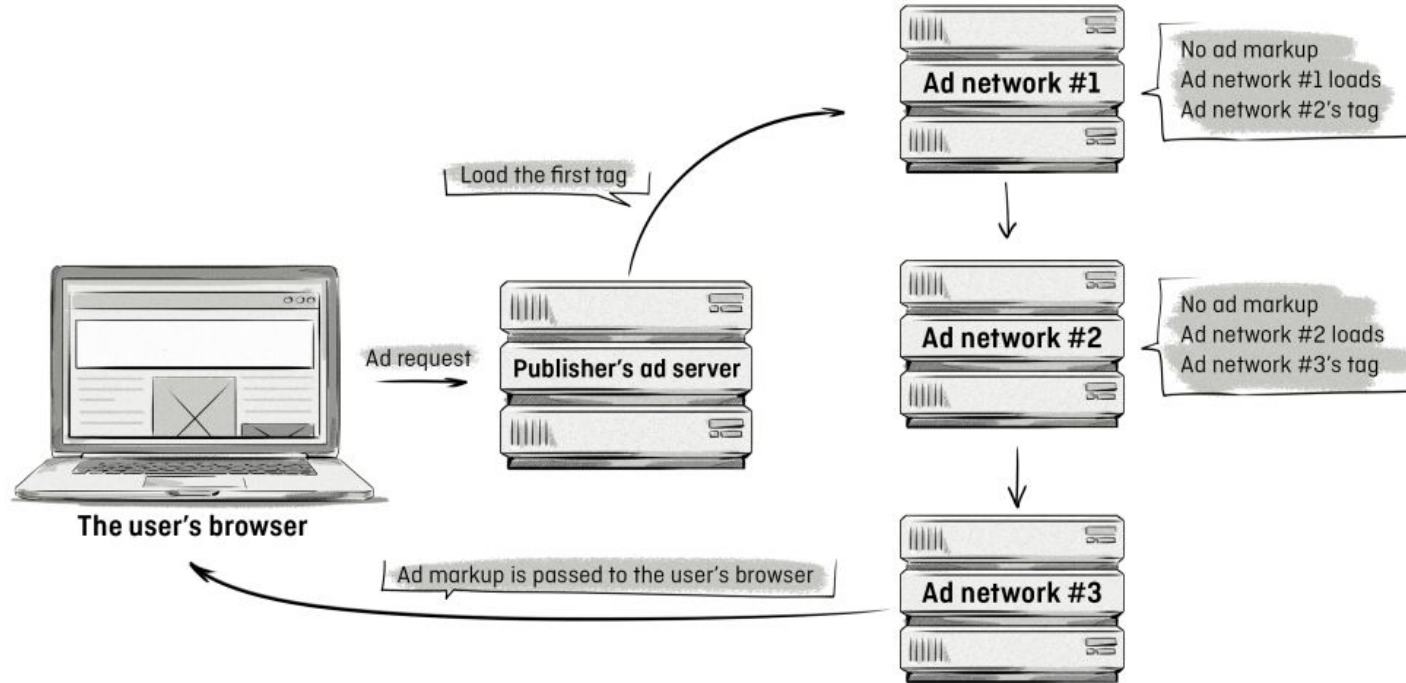 Ad network #1
No ad markup
Ad network #1 loads
Ad network #2's tag
Load the first tag
Ad request
Publisher's ad server
Ad network #2
No ad markup
Ad network #2 loads
Ad network #3's tag
The user's browser
Ad markup is passed to the user's browser
Ad network #3